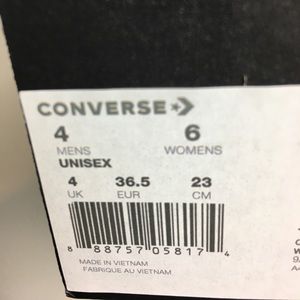 CONVERSE
4 6
MENS WOMENS
UNISEX
4 36.5 23
UK EUR CM
8 88757 05817 4
MADE IN VIETNAM
FABRIQUE AU VIETNAM